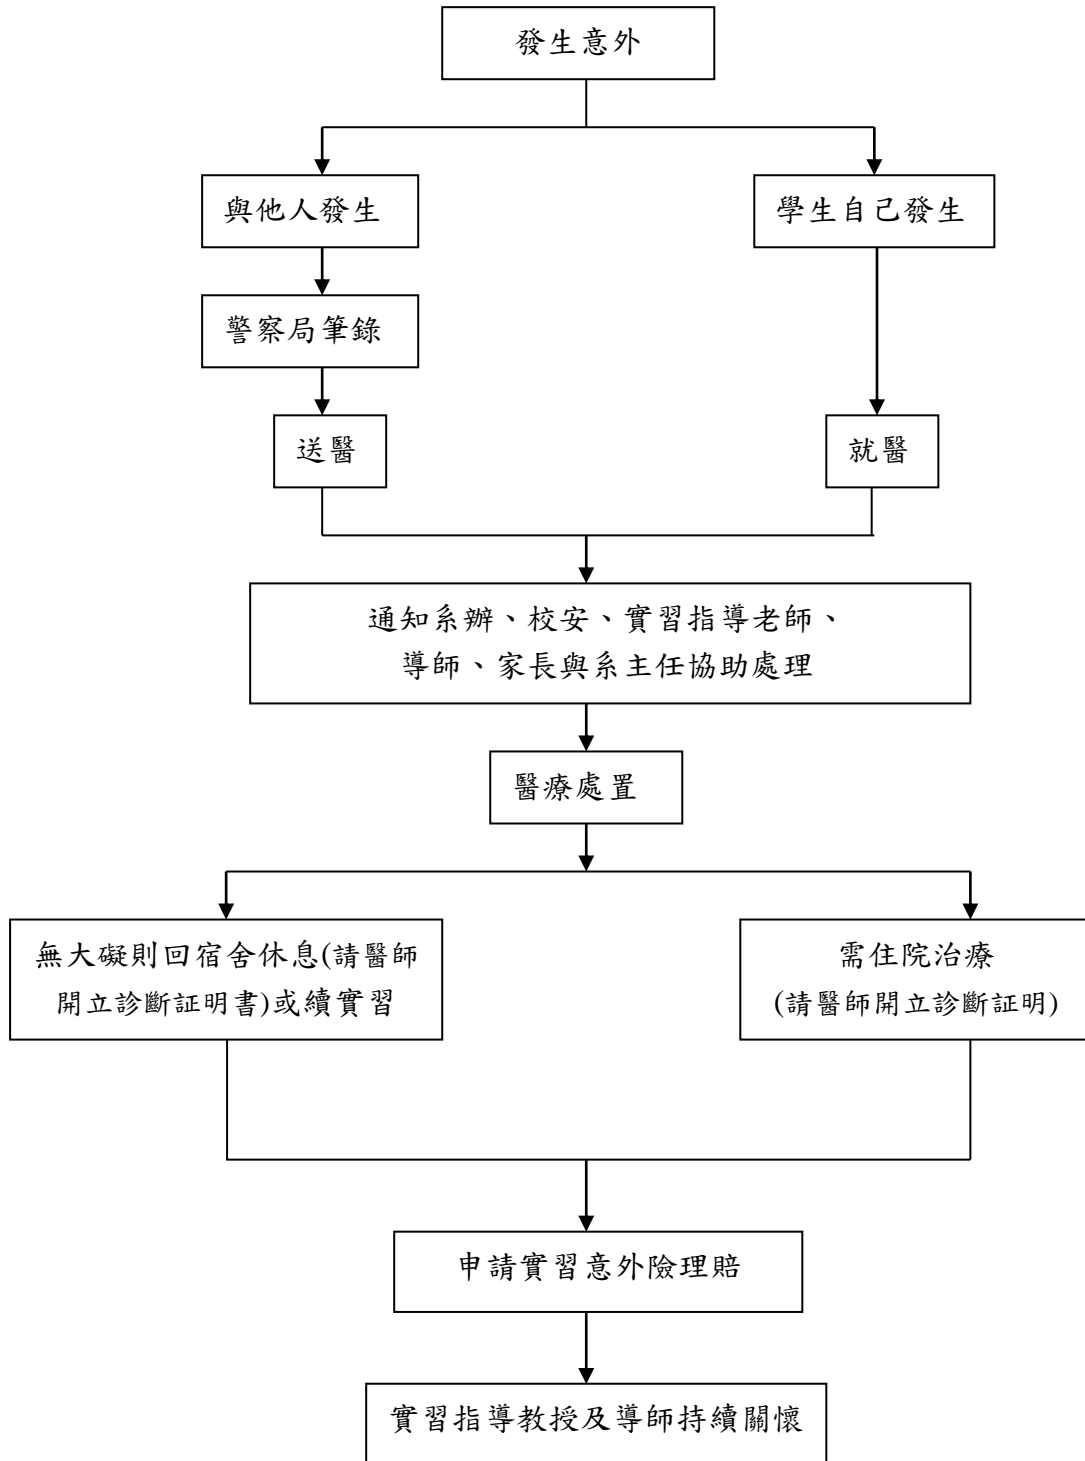 發生意外
與他人發生
學生自己發生
警察局筆錄
送醫
就醫
通知系辦、校安、實習指導老師、
導師、家長與系主任協助處理
醫療處置
無大礙則回宿舍休息(請醫師
開立診斷証明書)或續實習
需住院治療
(請醫師開立診斷証明)
申請實習意外險理賠
實習指導教授及導師持續關懷